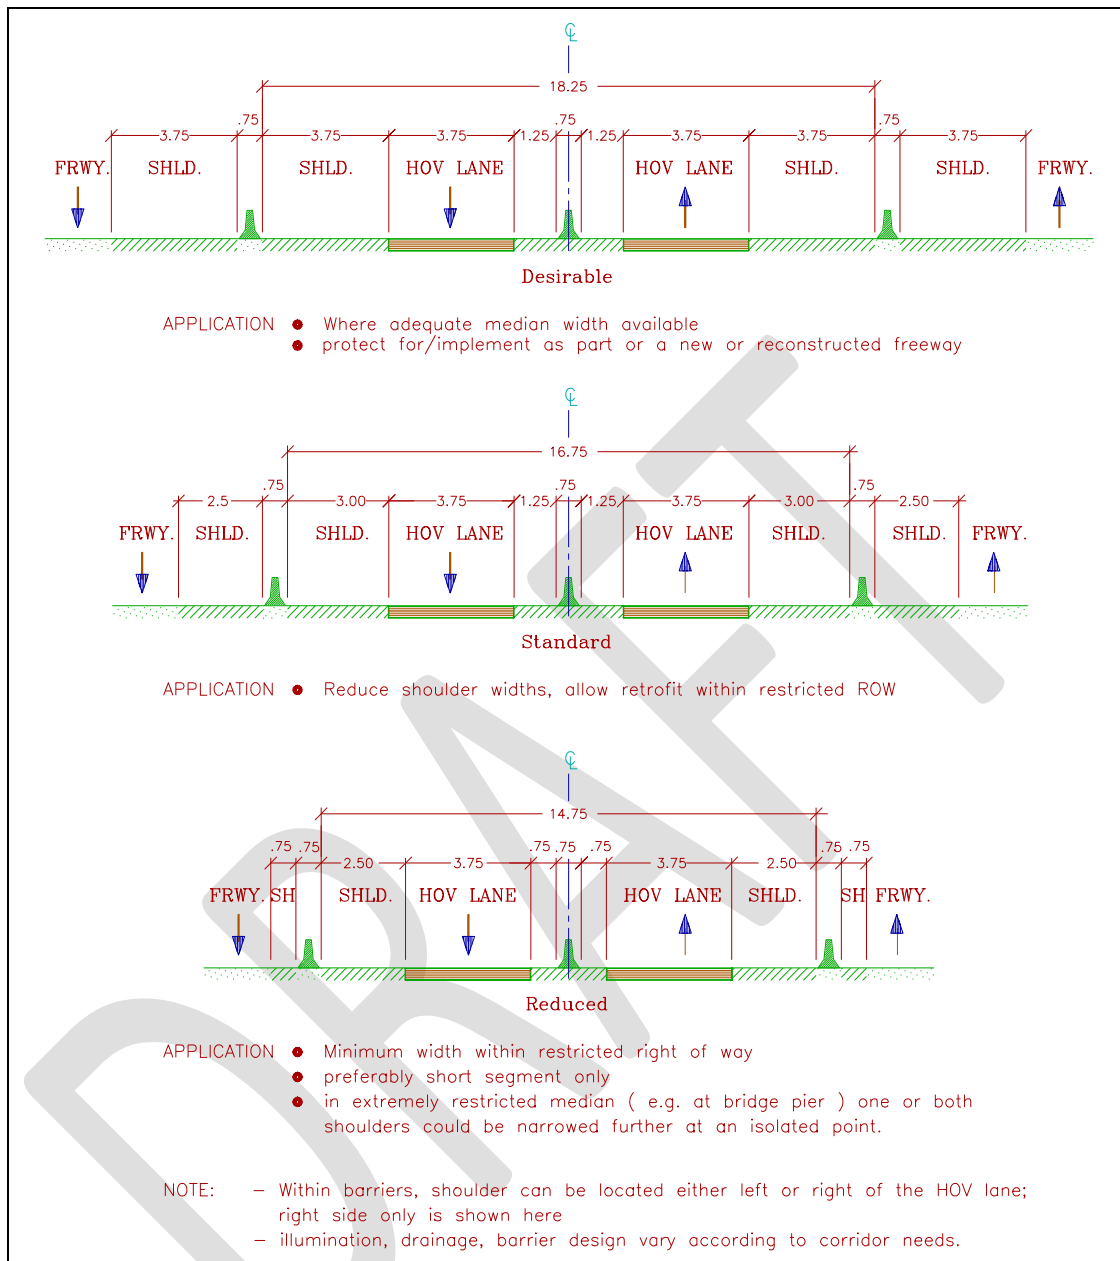 ℄
18.25
.75 .75 .75
3.75 3.75 3.75 1.25 1.25 3.75 3.75 3.75
FRWY. SHLD. SHLD. HOV LANE HOV LANE SHLD. SHLD. FRWY.
Desirable
APPLICATION ● Where adequate median width available
● protect for/implement as part or a new or reconstructed freeway
℄
16.75
.75 .75 .75
2.5 3.00 3.75 1.25 1.25 3.75 3.00 2.50
FRWY. SHLD. SHLD. HOV LANE HOV LANE SHLD. SHLD. FRWY.
Standard
APPLICATION ● Reduce shoulder widths, allow retrofit within restricted ROW
℄
14.75
.75 .75 .75 .75 .75 .75 .75
2.50 3.75 3.75 2.50
FRWY. SH SHLD. HOV LANE HOV LANE SHLD. SH FRWY.
Reduced
APPLICATION ● Minimum width within restricted right of way
● preferably short segment only
● in extremely restricted median ( e.g. at bridge pier ) one or both
shoulders could be narrowed further at an isolated point.
NOTE: – Within barriers, shoulder can be located either left or right of the HOV lane;
right side only is shown here
– illumination, drainage, barrier design vary according to corridor needs.
DRAFT